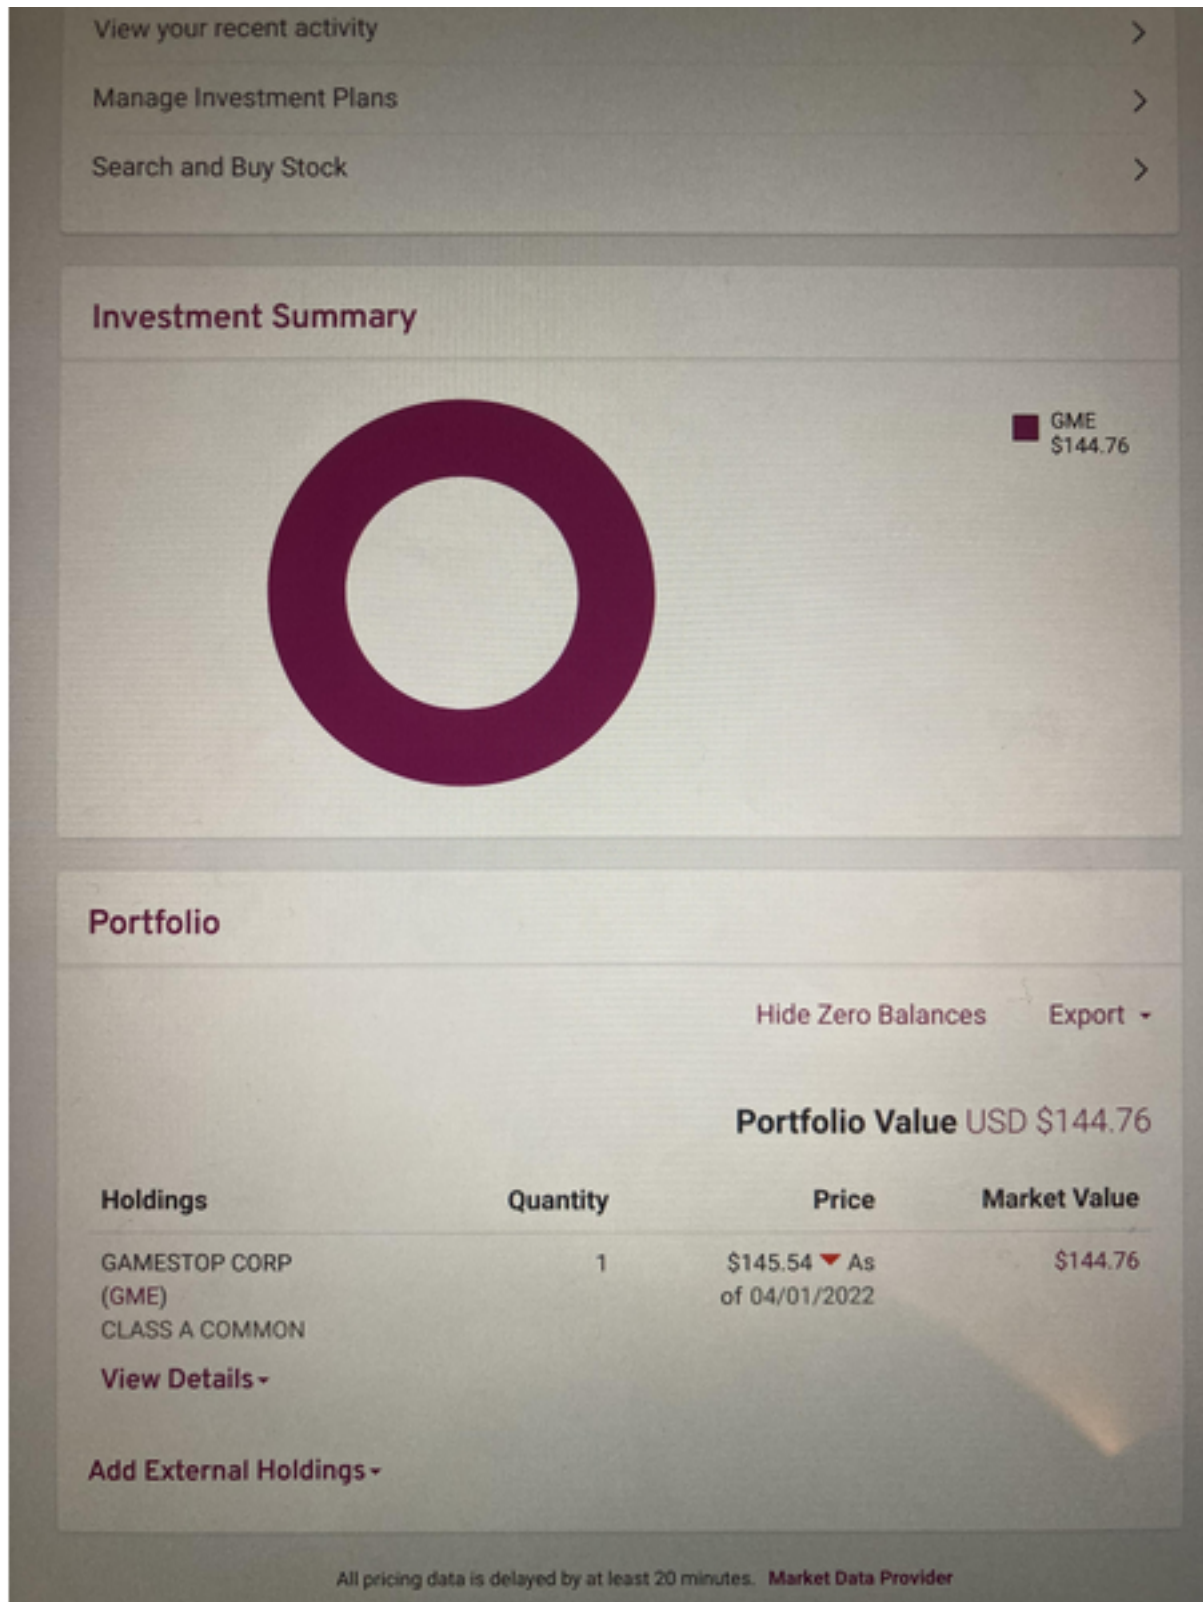 View your recent activity
Manage Investment Plans
Search and Buy Stock
Investment Summary
GME
$144.76
Portfolio
Hide Zero Balances Export
Portfolio Value USD $144.76
Holdings Quantity Price Market Value
GAMESTOP CORP 1 $145.54 As $144.76
(GME) of 04/01/2022
CLASS A COMMON
View Details
Add External Holdings
All pricing data is delayed by at least 20 minutes. Market Data Provider